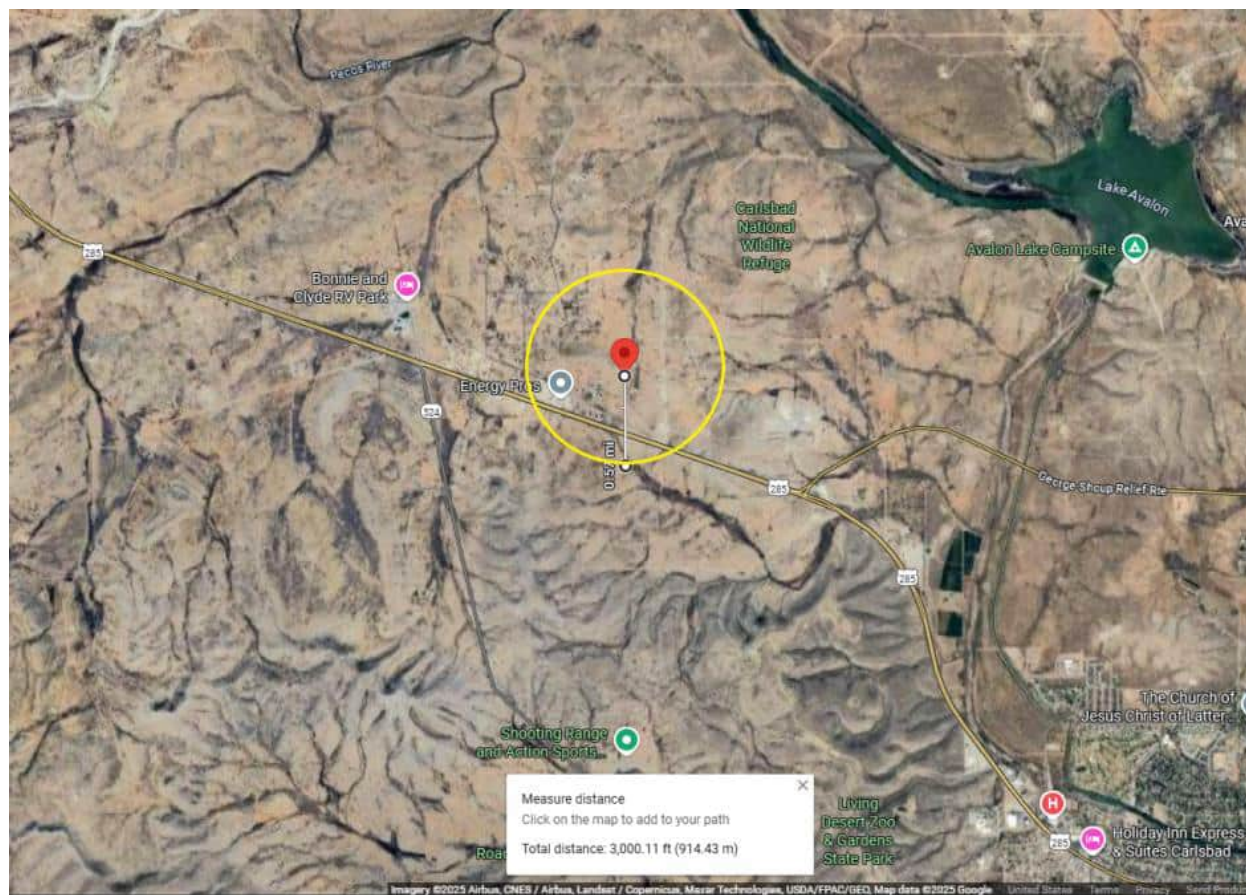 Pecos River
Lake Avalon
Carlsbad
National
Wildlife
Refuge
Avalon Lake Campsite
285
Bonnie and
Clyde RV Park
Energy Pros
524
0.57 mi
285
George Shoup Relief Rte
285
The Church of
Jesus Christ of Latter...
Shooting Range
and Action Sports...
Measure distance
Click on the map to add to your path
Total distance: 3,000.11 ft (914.43 m)
Living
Desert Zoo
& Gardens
State Park
H
285
Holiday Inn Express
& Suites Carlsbad
Imagery ©2025 Airbus, CNES / Airbus, Landsat / Copernicus, Maxar Technologies, USDA/FPAC/GEO, Map data ©2025 Google United States Terms Privacy Send Produc